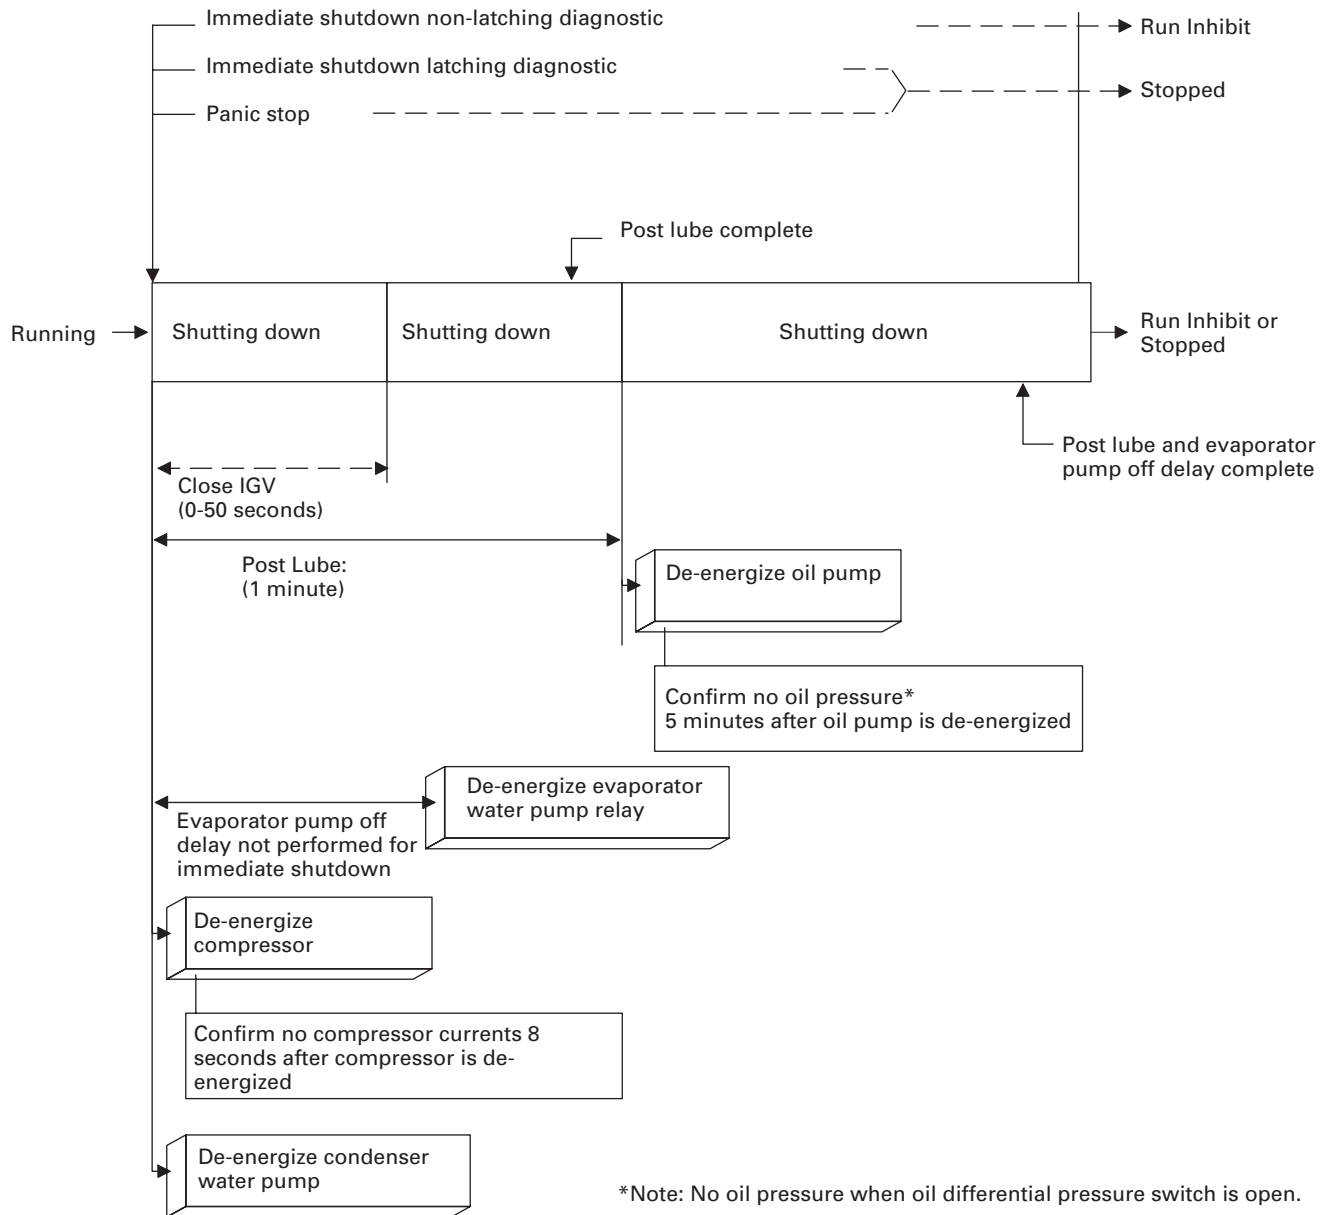 Immediate shutdown non-latching diagnostic
Run Inhibit
Immediate shutdown latching diagnostic
Stopped
Panic stop
Post lube complete
Running
Shutting down
Shutting down
Shutting down
Run Inhibit or
Stopped
Post lube and evaporator
pump off delay complete
Close IGV
(0-50 seconds)
Post Lube:
(1 minute)
De-energize oil pump
Confirm no oil pressure*
5 minutes after oil pump is de-energized
De-energize evaporator
water pump relay
Evaporator pump off
delay not performed for
immediate shutdown
De-energize
compressor
Confirm no compressor currents 8
seconds after compressor is de-
energized
De-energize condenser
water pump
*Note: No oil pressure when oil differential pressure switch is open.